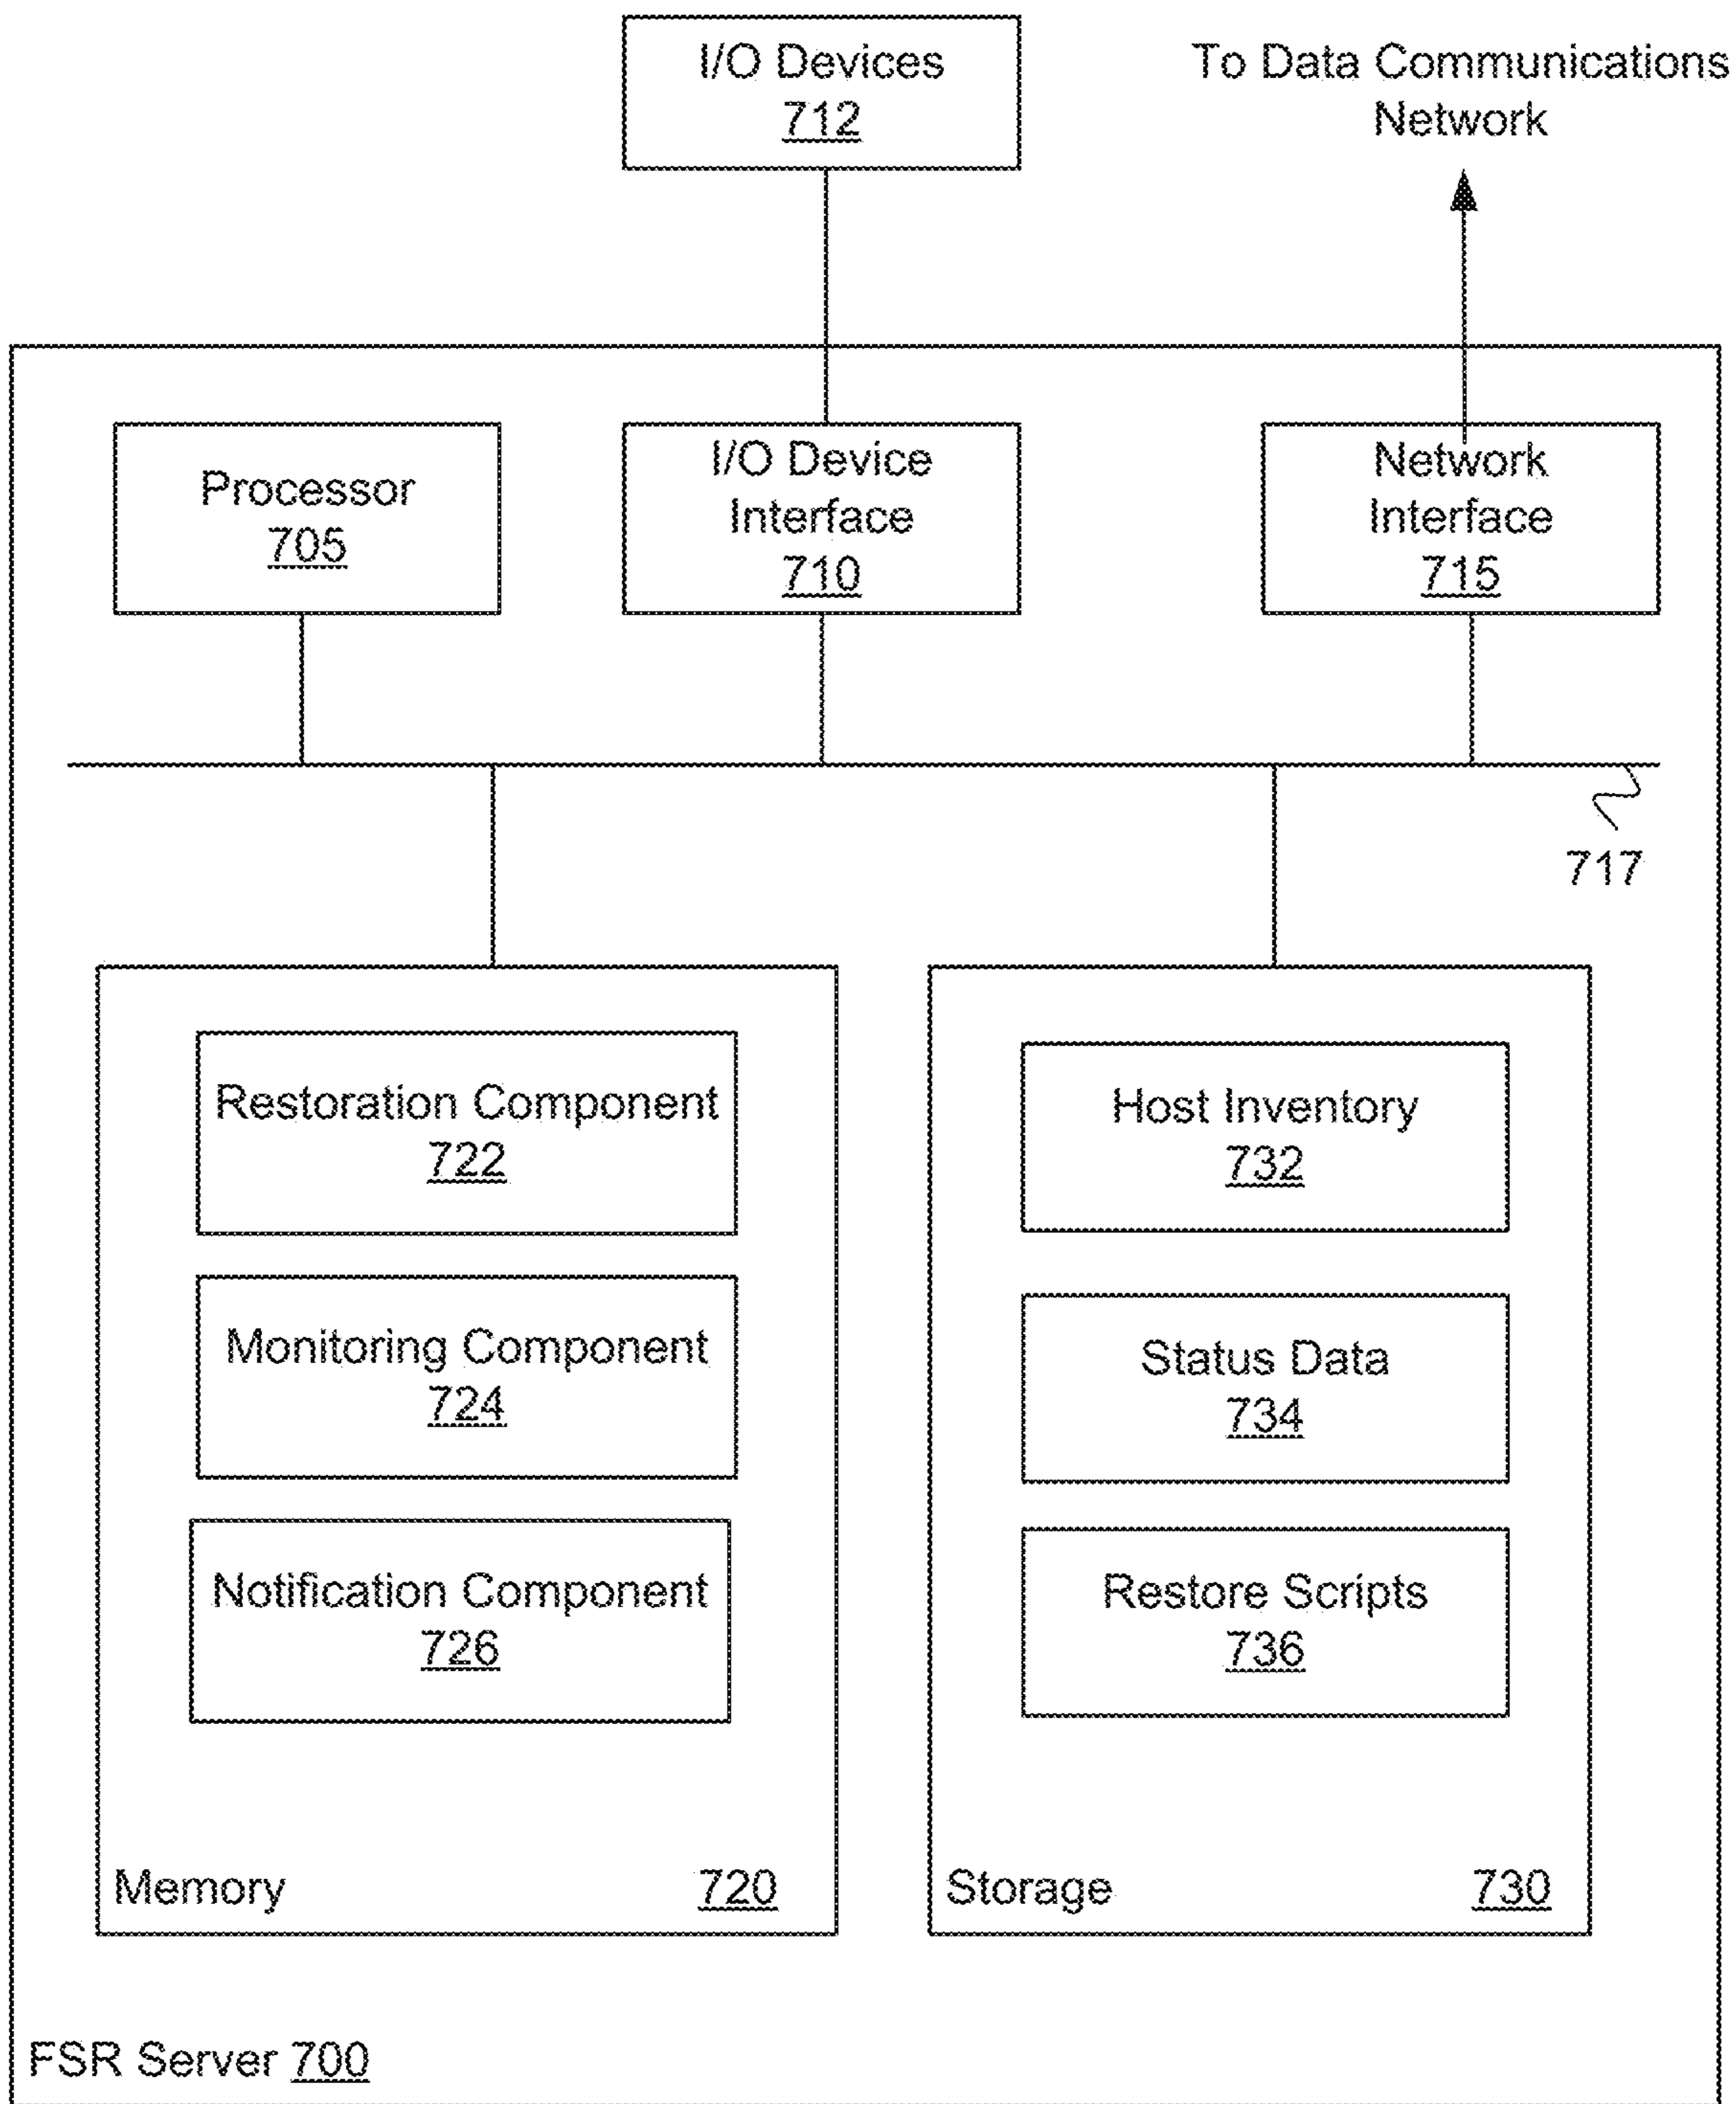 I/O Devices
712
To Data Communications
Network
Processor
705
I/O Device
Interface
710
Network
Interface
715
717
Restoration Component
722
Monitoring Component
724
Notification Component
726
Memory 720
Host Inventory
732
Status Data
734
Restore Scripts
736
Storage 730
FSR Server 700